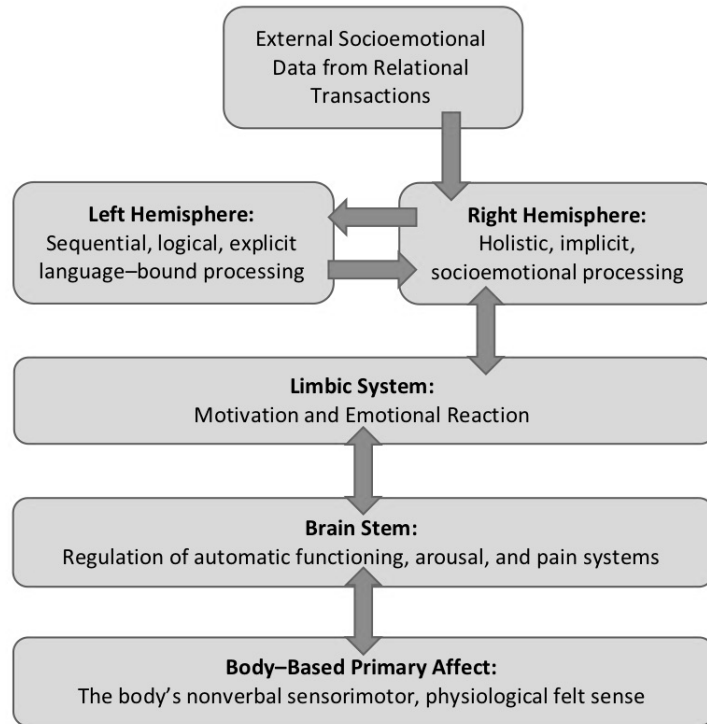 External Socioemotional
Data from Relational
Transactions
Left Hemisphere:
Sequential, logical, explicit
language–bound processing
Right Hemisphere:
Holistic, implicit,
socioemotional processing
Limbic System:
Motivation and Emotional Reaction
Brain Stem:
Regulation of automatic functioning, arousal, and pain systems
Body–Based Primary Affect:
The body's nonverbal sensorimotor, physiological felt sense